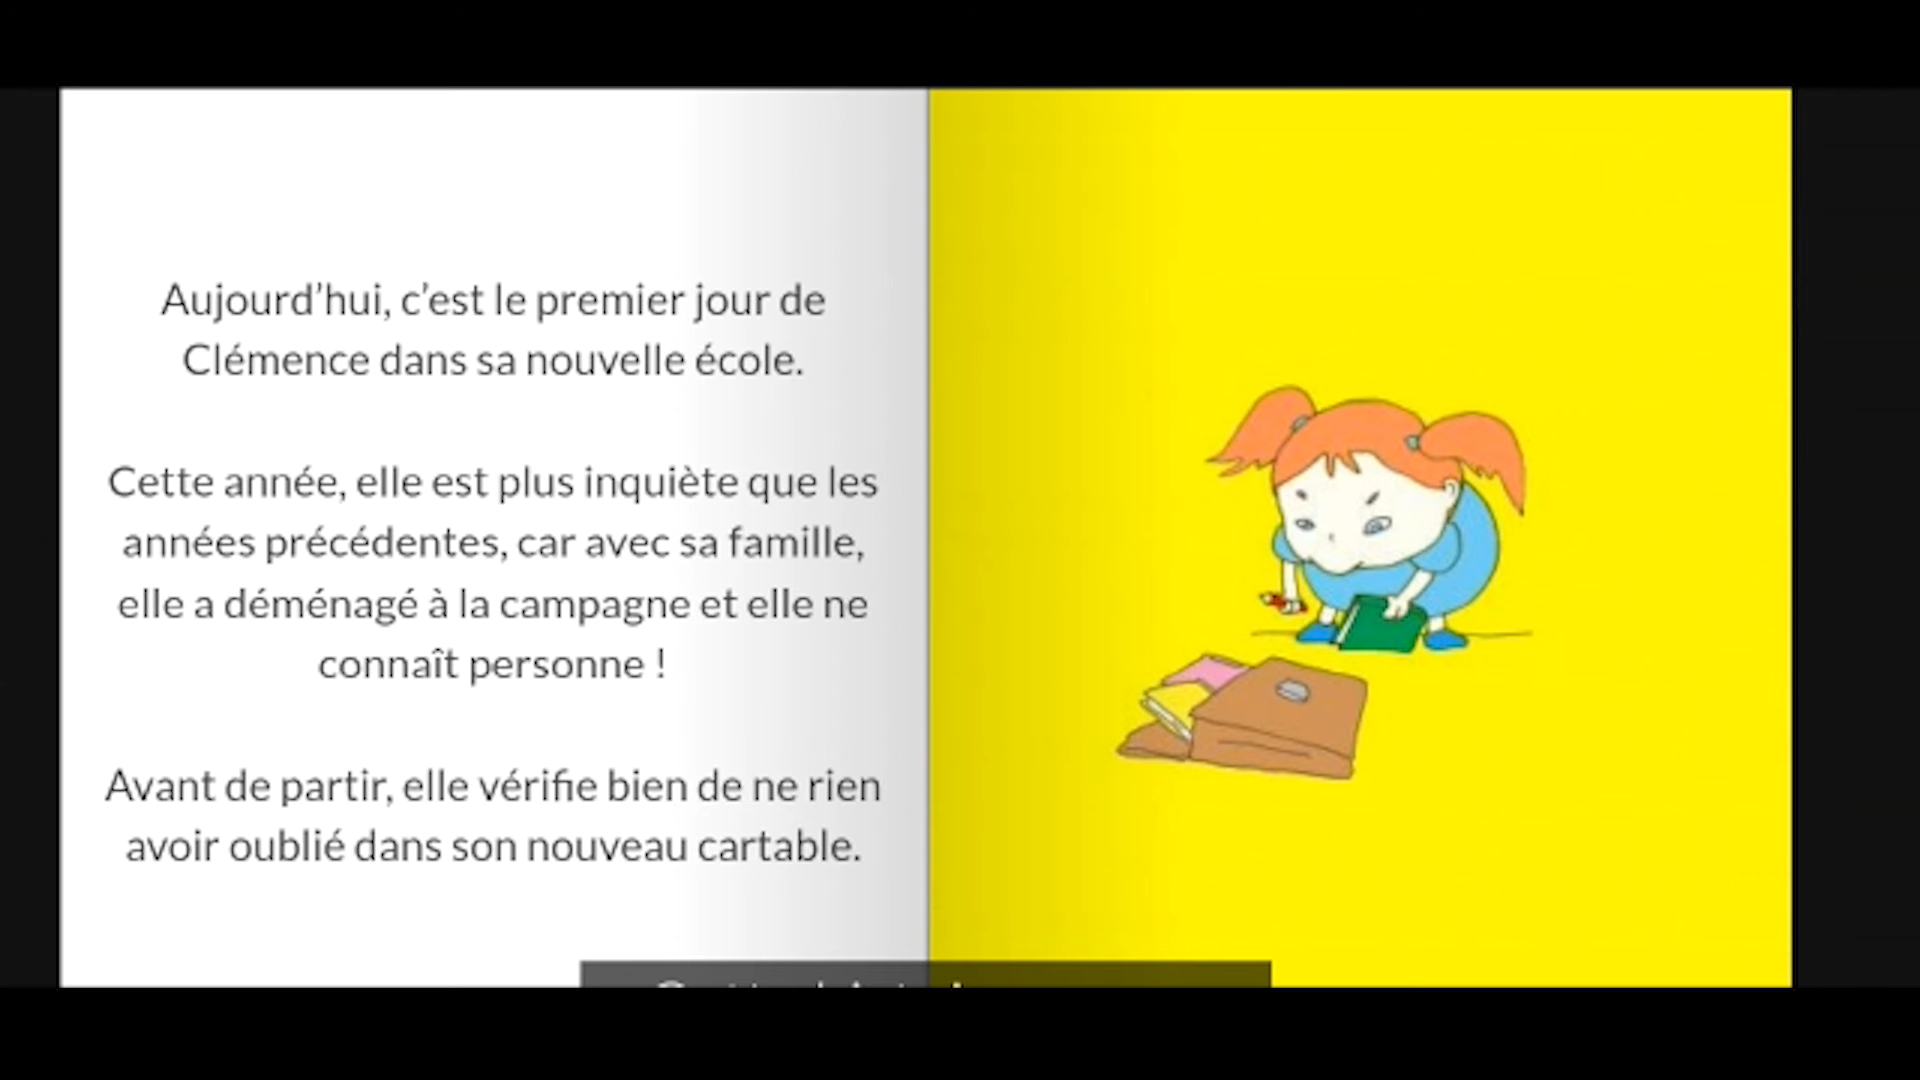 Aujourd’hui, c’est le premier jour de
Clémence dans sa nouvelle école.
Cette année, elle est plus inquiète que les
années précédentes, car avec sa famille,
elle a déménagé à la campagne et elle ne
connaît personne !
Avant de partir, elle vérifie bien de ne rien
avoir oublié dans son nouveau cartable.